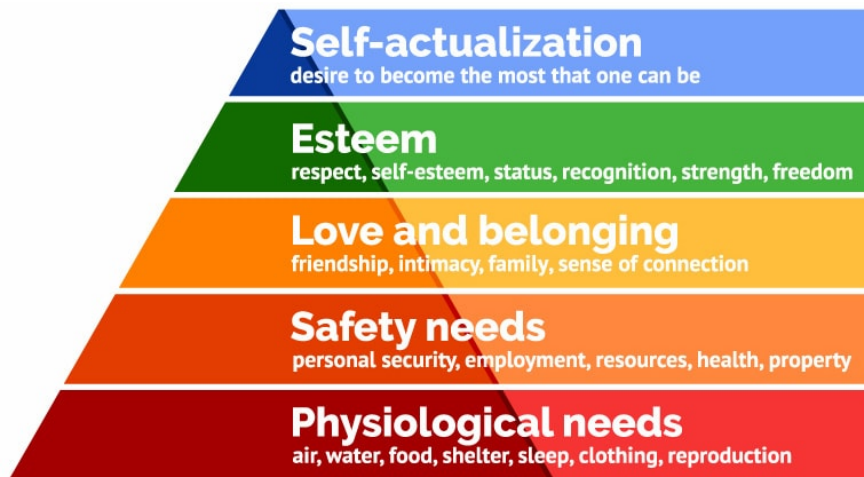 Self-actualization
desire to become the most that one can be
Esteem
respect, self-esteem, status, recognition, strength, freedom
Love and belonging
friendship, intimacy, family, sense of connection
Safety needs
personal security, employment, resources, health, property
Physiological needs
air, water, food, shelter, sleep, clothing, reproduction